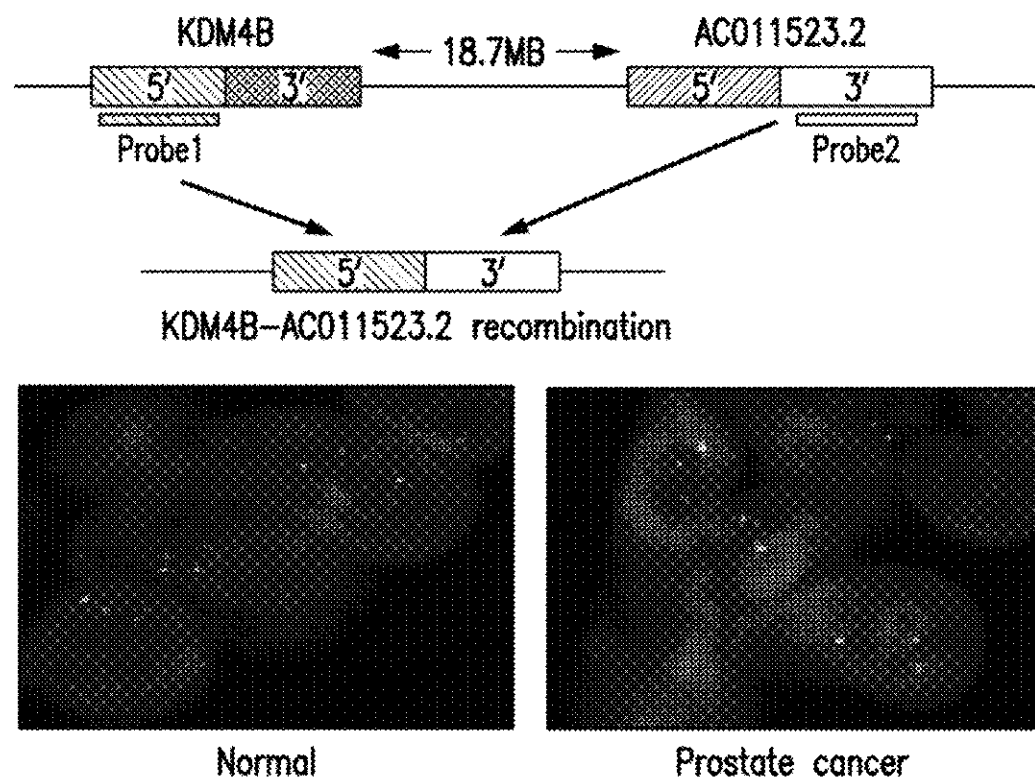 KDM4B ←18.7MB→ AC011523.2
5′ 3′ 5′ 3′
Probe1 Probe2
5′ 3′
KDM4B-AC011523.2 recombination
Normal Prostate cancer